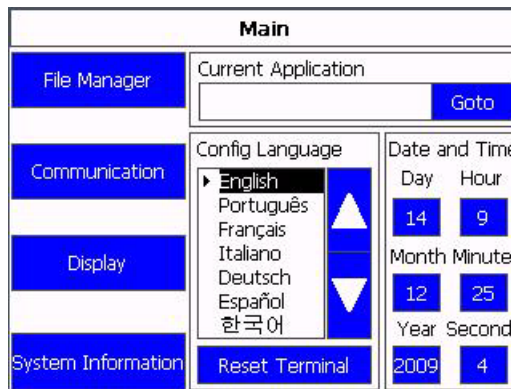 Main
File Manager
Current Application
Goto
Communication
Config Language
English
Português
Français
Italiano
Deutsch
Español
한국어
Date and Time
Day Hour
14 9
Month Minute
12 25
Year Second
2009 4
Display
System Information
Reset Terminal